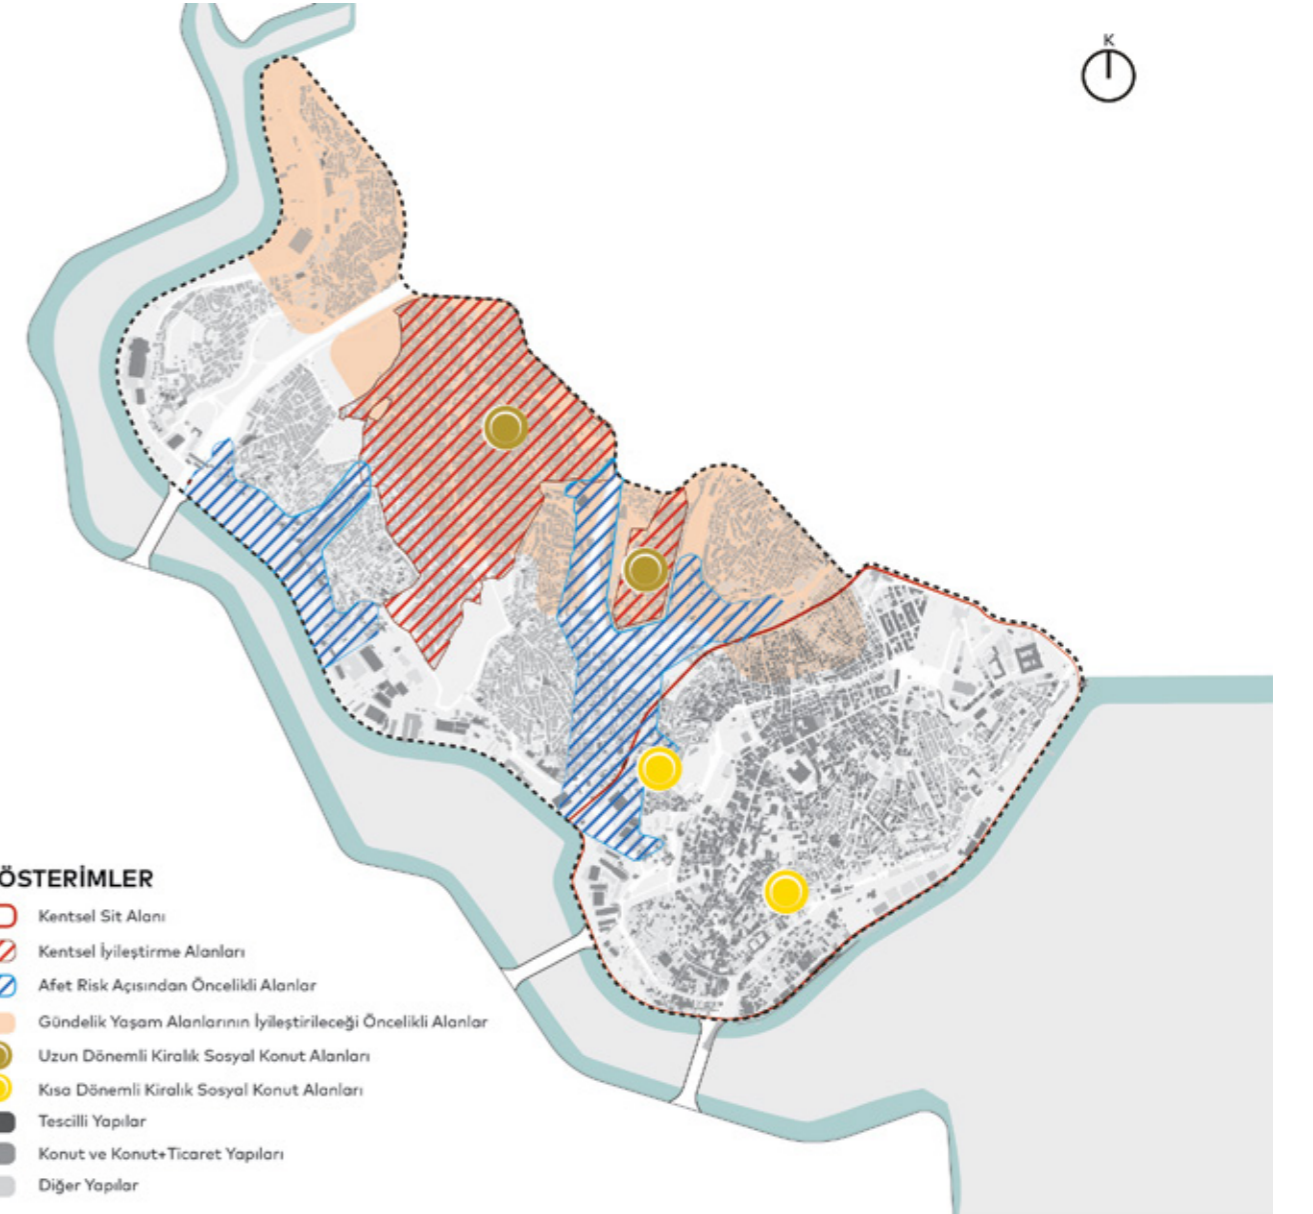 K
ÖSTERİMLER
Kentsel Sit Alanı
Kentsel İyileştirme Alanları
Afet Risk Açısından Öncelikli Alanlar
Gündelik Yaşam Alanlarının İyileştirileceği Öncelikli Alanlar
Uzun Dönemli Kiralık Sosyal Konut Alanları
Kısa Dönemli Kiralık Sosyal Konut Alanları
Tescilli Yapılar
Konut ve Konut+Ticaret Yapıları
Diğer Yapılar